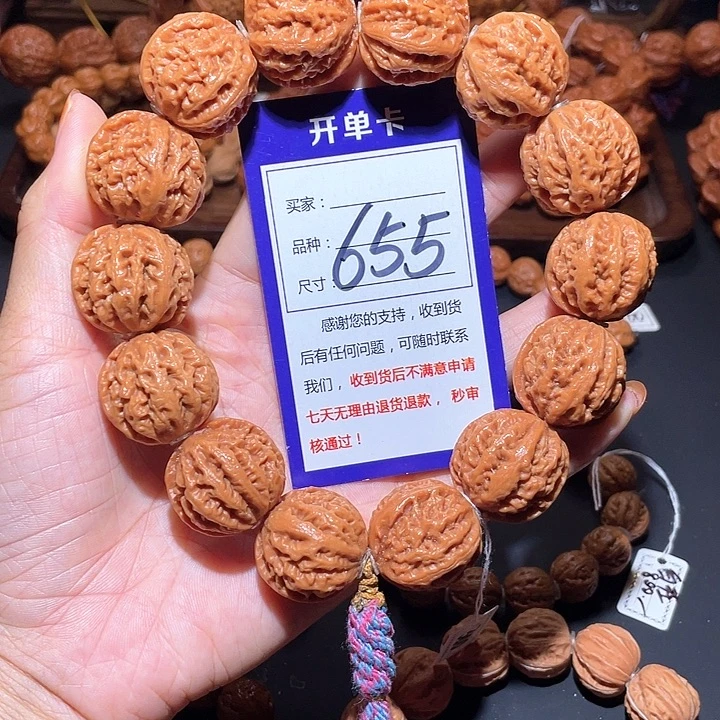 开单卡
买家：
品种：
655
尺寸：
感谢您的支持，收到货
后有任何问题，可随时联系
我们，收到货后不满意申请
七天无理由退货退款，秒审
核通过！